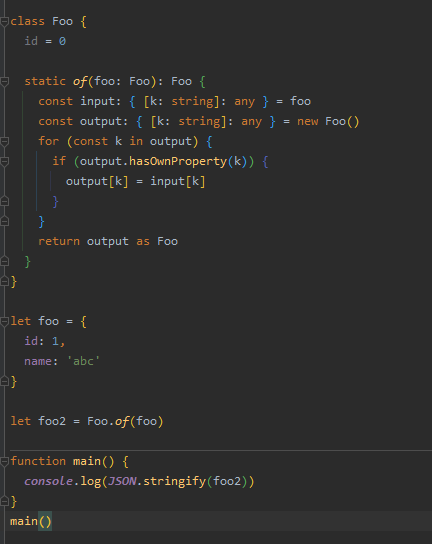 class Foo {
  id = 0

  static of(foo: Foo): Foo {
    const input: { [k: string]: any } = foo
    const output: { [k: string]: any } = new Foo()
    for (const k in output) {
      if (output.hasOwnProperty(k)) {
        output[k] = input[k]
      }
    }
    return output as Foo
  }
}

let foo = {
  id: 1,
  name: 'abc'
}

let foo2 = Foo.of(foo)

function main() {
  console.log(JSON.stringify(foo2))
}
main()